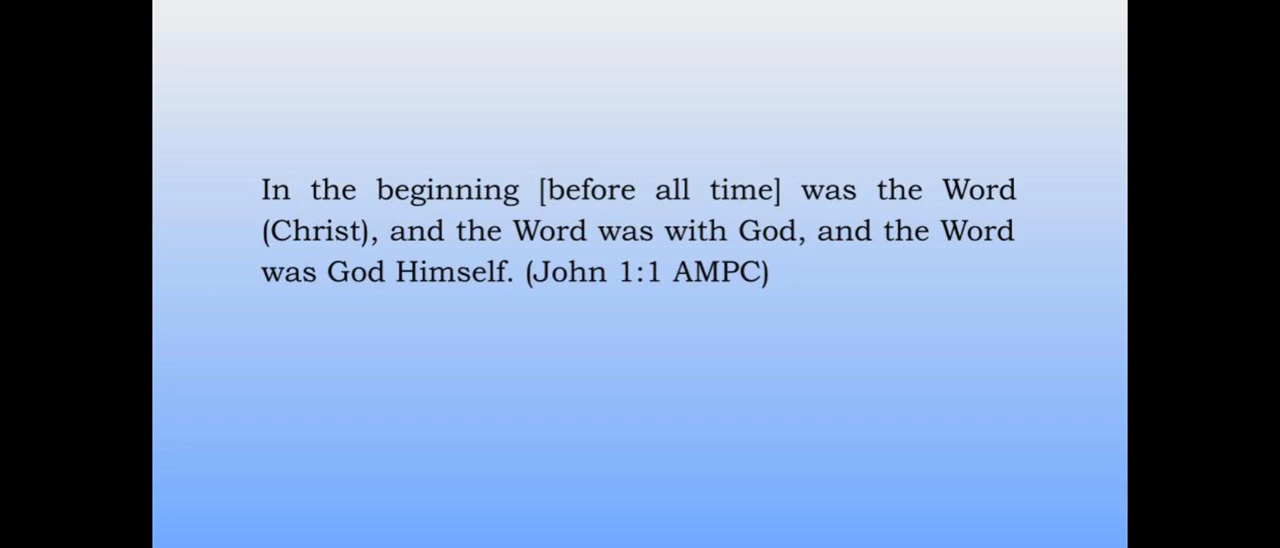 In the beginning [before all time] was the Word
(Christ), and the Word was with God, and the Word
was God Himself. (John 1:1 AMPC)